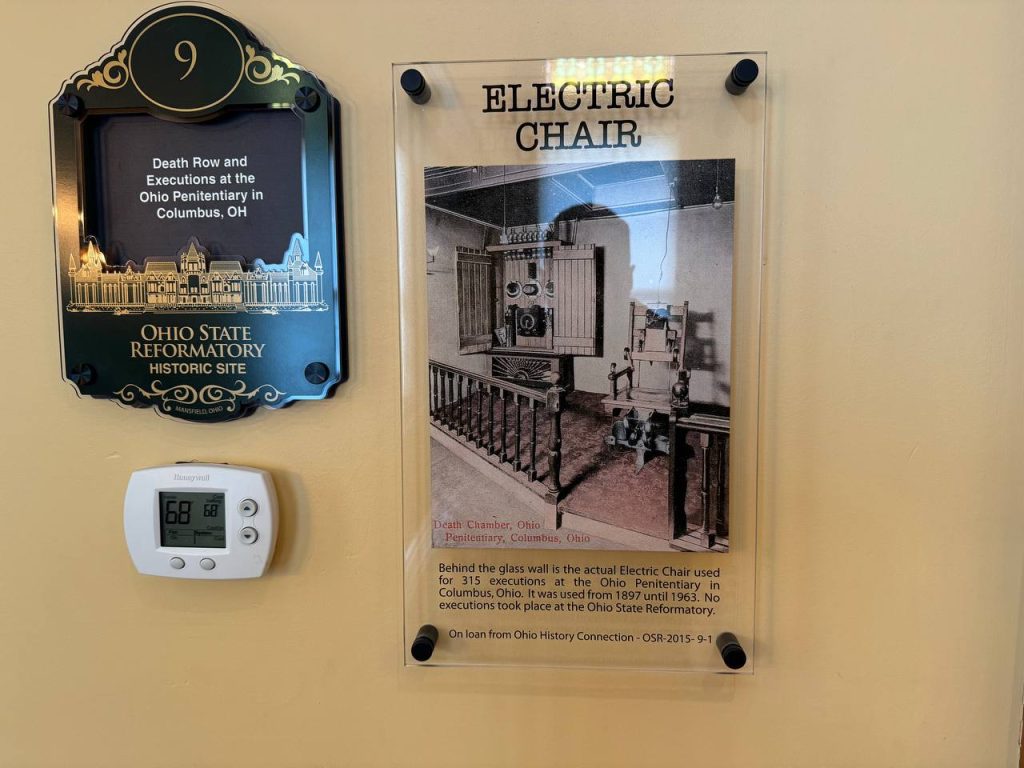 9
Death Row and
Executions at the
Ohio Penitentiary in
Columbus, OH
OHIO STATE
REFORMATORY
HISTORIC SITE
MANSFIELD, OHIO
Honeywell
68 68
ELECTRIC
CHAIR
Death Chamber, Ohio
Penitentiary, Columbus, Ohio
Behind the glass wall is the actual Electric Chair used
for 315 executions at the Ohio Penitentiary in
Columbus, Ohio. It was used from 1897 until 1963. No
executions took place at the Ohio State Reformatory.
On loan from Ohio History Connection - OSR-2015- 9-1